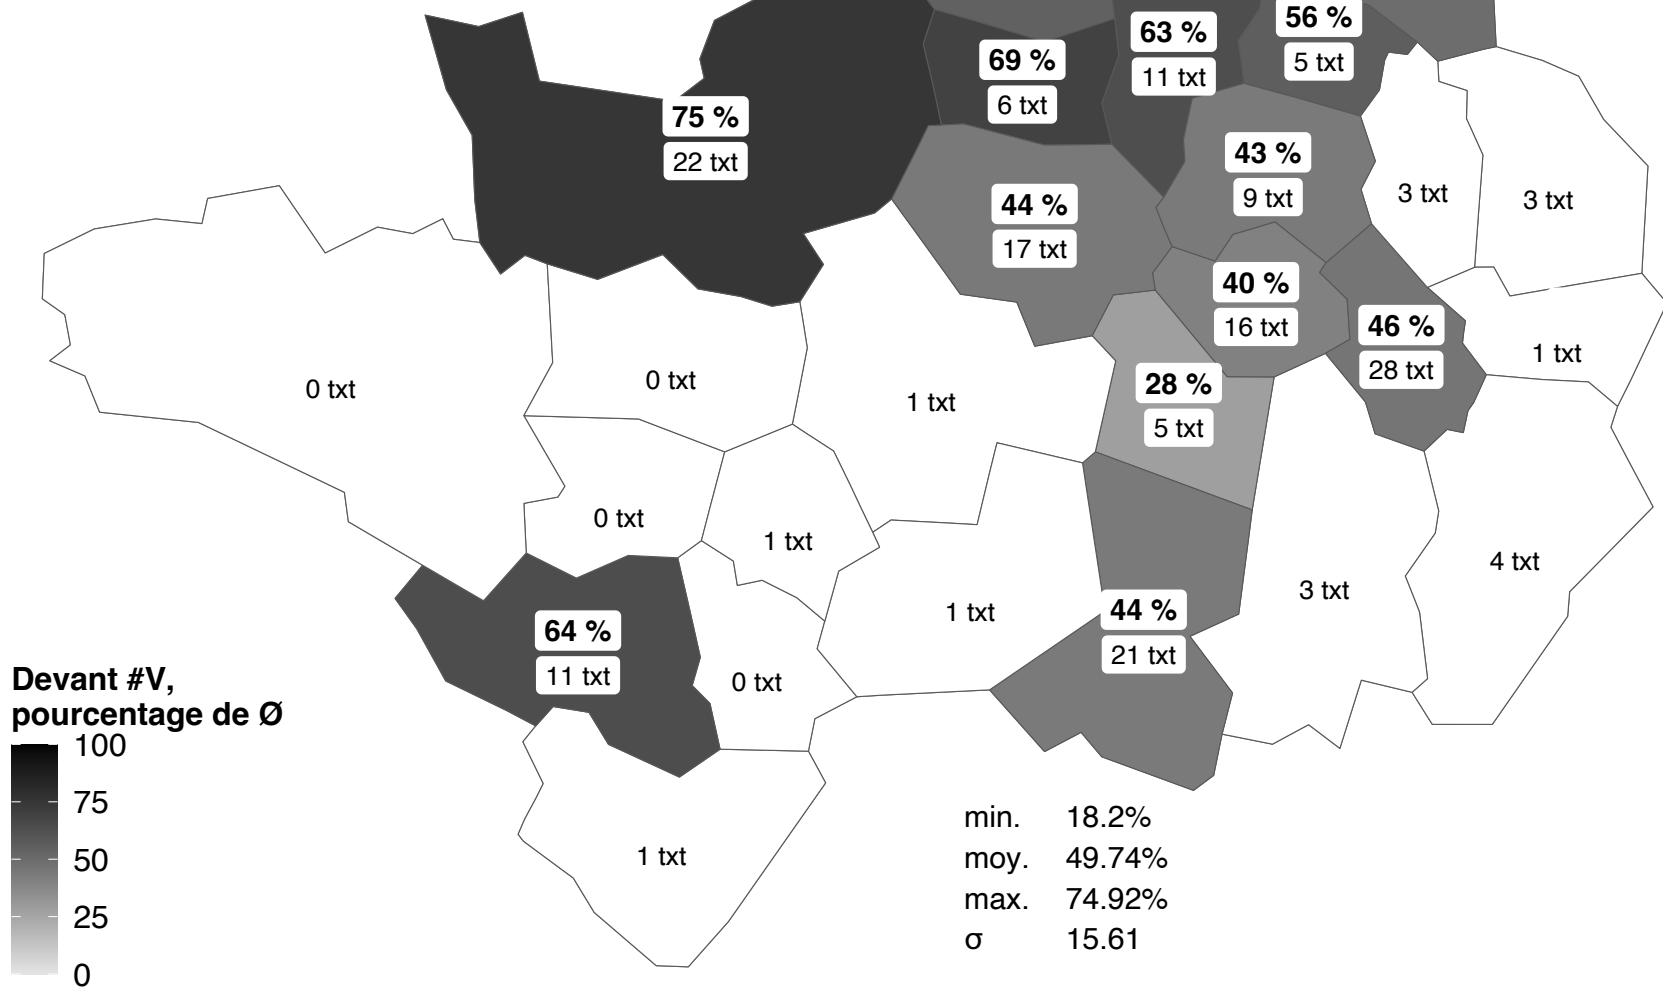 56 %
5 txt
63 %
11 txt
69 %
6 txt
75 %
22 txt
43 %
9 txt
3 txt
3 txt
44 %
17 txt
40 %
16 txt
46 %
28 txt
1 txt
0 txt
0 txt
1 txt
28 %
5 txt
0 txt
1 txt
4 txt
3 txt
1 txt
44 %
21 txt
64 %
11 txt
0 txt
1 txt
Devant #V,
pourcentage de Ø
100
75
50
25
0
min. 18.2%
moy. 49.74%
max. 74.92%
σ 15.61